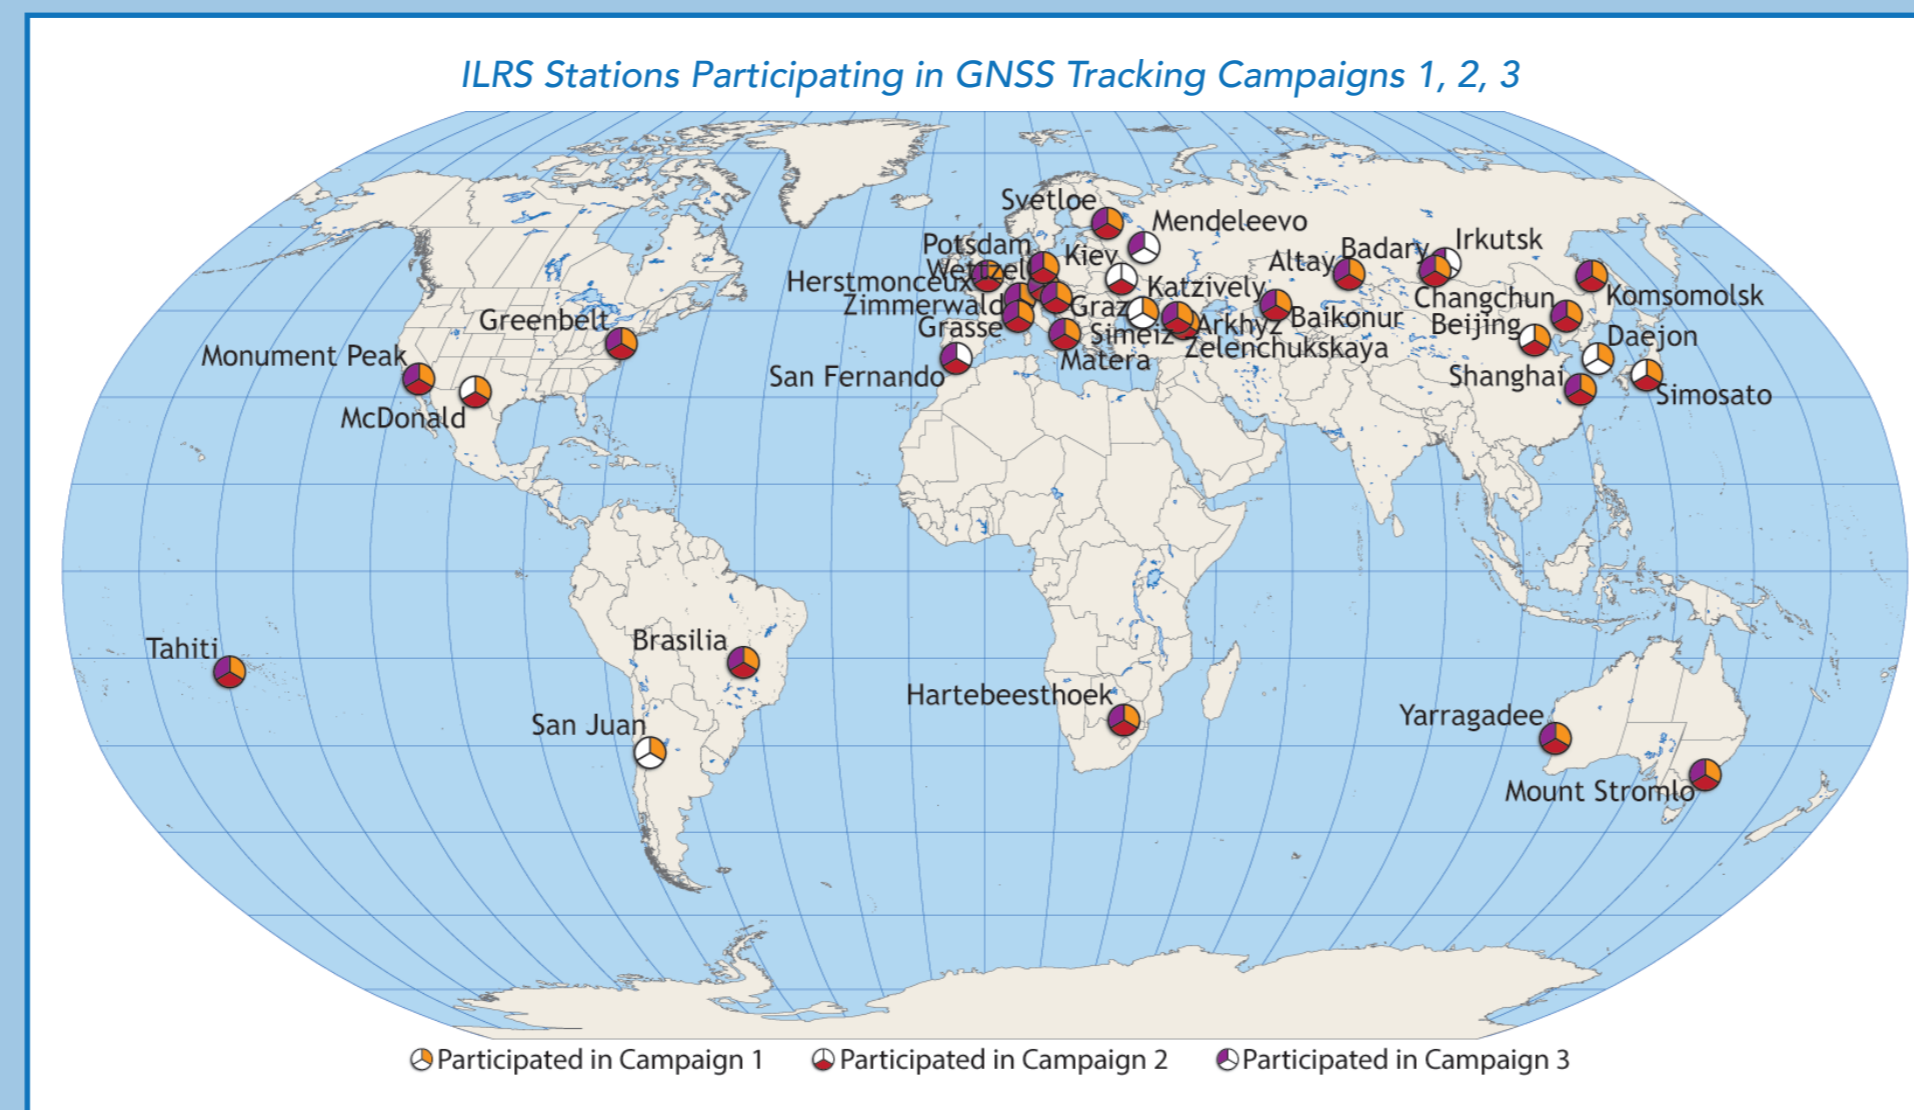 ILRS Stations Participating in GNSS Tracking Campaigns 1, 2, 3
Svetloe
Mendeleevo
Potsdam
Kiev
Irkutsk
Badary
Altay
Wettzel
Herstmonceux
Katzively
Komsomolsk
Changchun
Zimmerwald
Graz
Baikonur
Greenbelt
Grasse
Simeiz
Arkhyz
Beijing
Daejon
Monument Peak
Matera
Zelenchukskaya
San Fernando
Shanghai
Simosato
McDonald
Tahiti
Brasilia
Hartebeesthoek
San Juan
Yarragadee
Mount Stromlo
Participated in Campaign 1
Participated in Campaign 2
Participated in Campaign 3